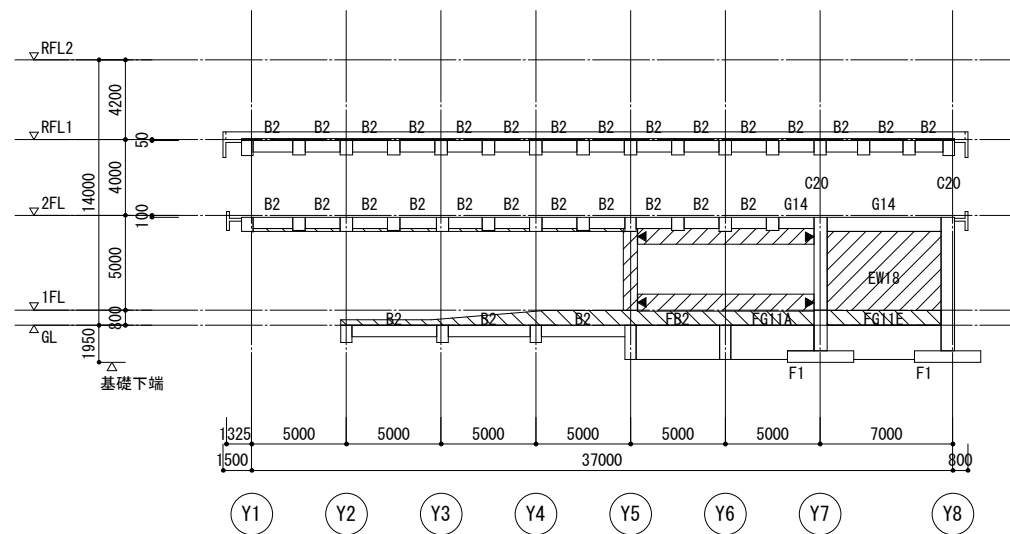 RFL2
4200
RFL1
B2 B2 B2 B2 B2 B2 B2 B2 B2 B2 B2 B2 B2 B2 B2
50
4000
14000
C20 C20
2FL
B2 B2 B2 B2 B2 B2 B2 B2 B2 B2 B2 G14 G14
100
5000
EW18
1FL
800
B2 B2 B2 FB2 FG11A FG11E
GL
1950
基礎下端
F1 F1
1325 5000 5000 5000 5000 5000 5000 7000
1500 37000 800
Y1 Y2 Y3 Y4 Y5 Y6 Y7 Y8